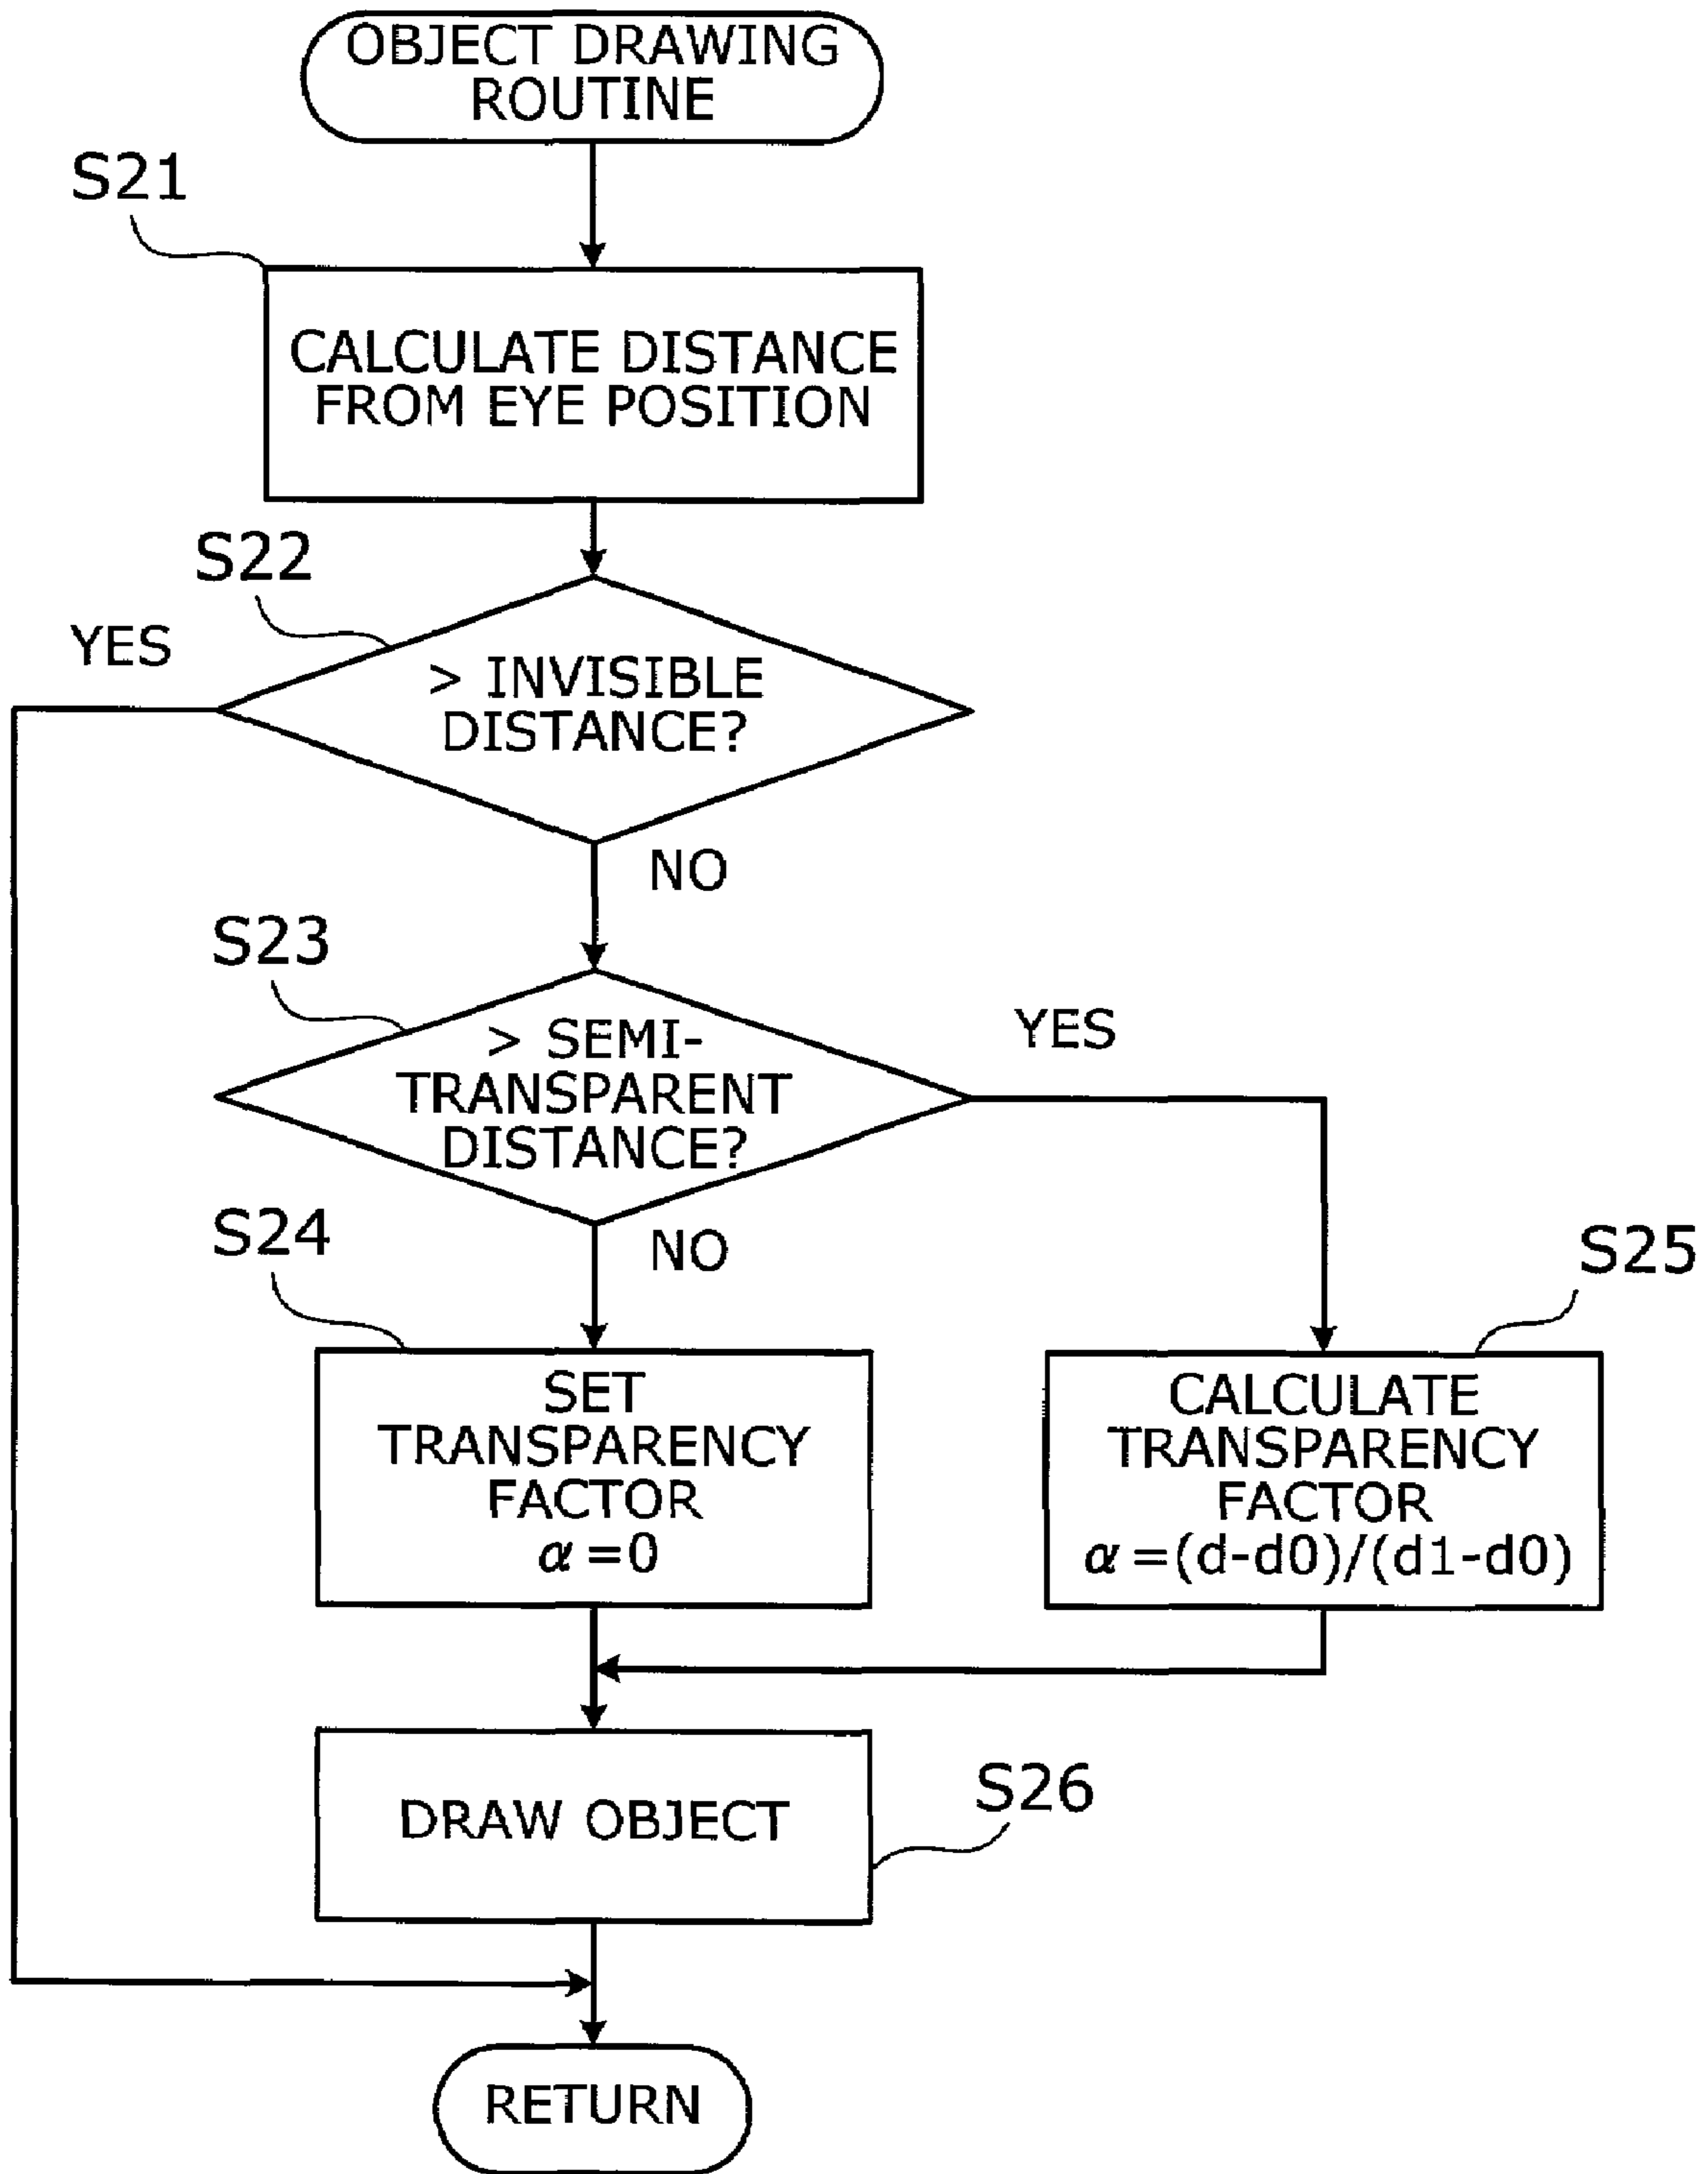 OBJECT DRAWING
ROUTINE
S21
CALCULATE DISTANCE
FROM EYE POSITION
S22
YES
> INVISIBLE
DISTANCE?
NO
S23
> SEMI-
TRANSPARENT
DISTANCE?
YES
S24
NO
S25
SET
TRANSPARENCY
FACTOR
α=0
CALCULATE
TRANSPARENCY
FACTOR
α=(d-d0)/(d1-d0)
DRAW OBJECT
S26
RETURN